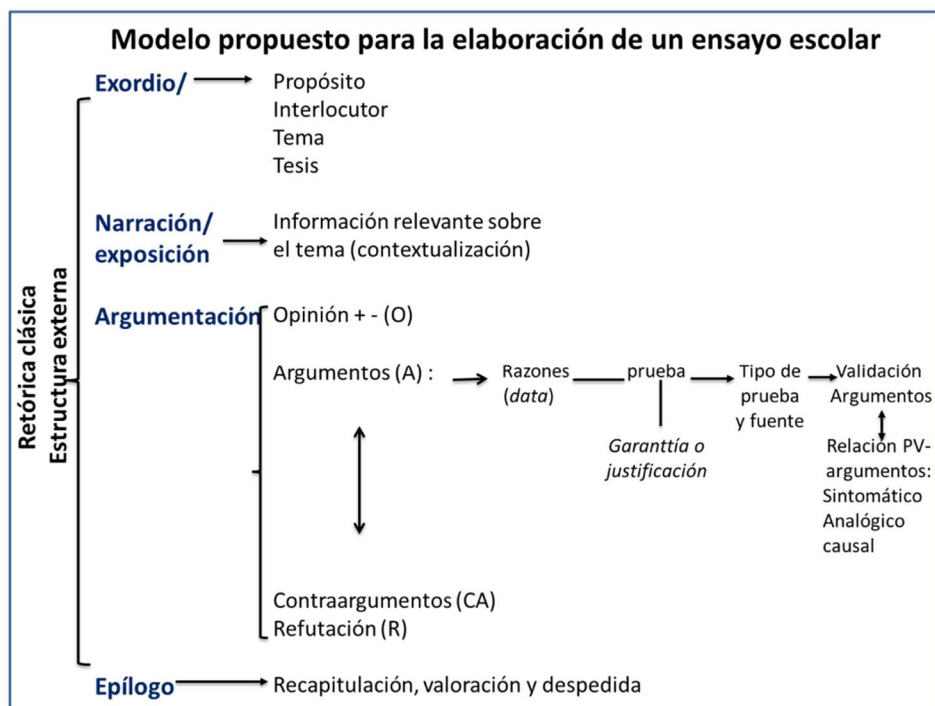 Modelo propuesto para la elaboración de un ensayo escolar
Retórica clásica
Estructura externa
Exordio/
Propósito
Interlocutor
Tema
Tesis
Narración/
exposición
Información relevante sobre
el tema (contextualización)
Argumentación
Opinión + - (O)
Argumentos (A) :
Razones
(data)
prueba
Garanttía o
justificación
Tipo de
prueba
y fuente
Validación
Argumentos
Relación PV-
argumentos:
Sintomático
Analógico
causal
Contraargumentos (CA)
Refutación (R)
Epílogo
Recapitulación, valoración y despedida